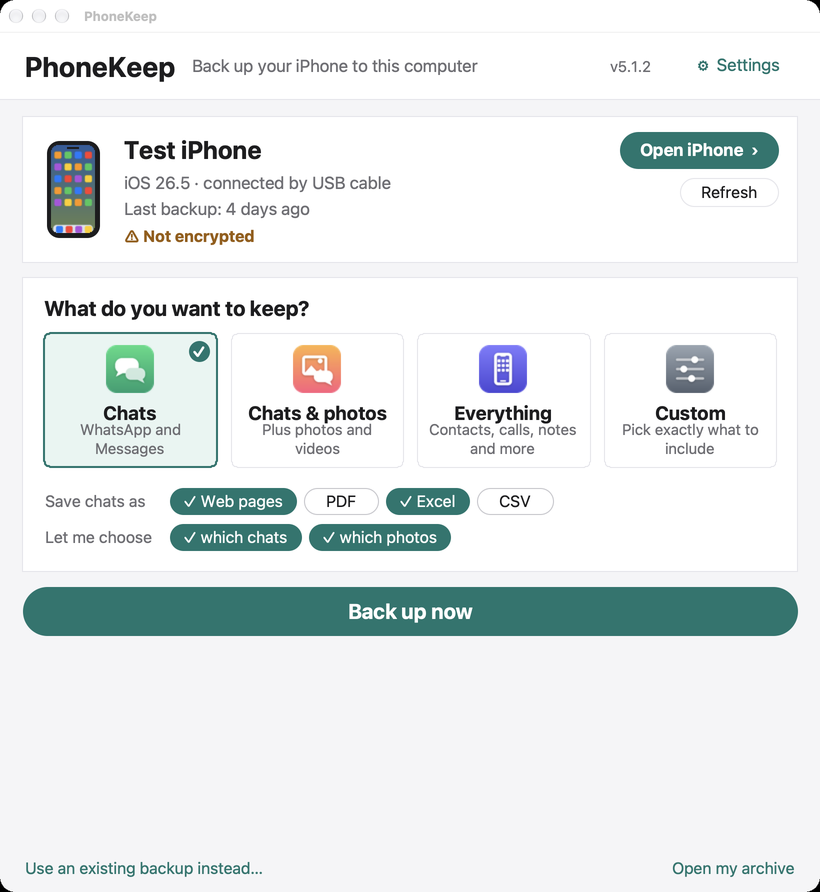 PhoneKeep
PhoneKeep Back up your iPhone to this computer v5.1.2 ⚙ Settings
Test iPhone
Open iPhone ›
iOS 26.5 · connected by USB cable
Refresh
Last backup: 4 days ago
⚠ Not encrypted
What do you want to keep?
Chats
WhatsApp and
Messages
Chats & photos
Plus photos and
videos
Everything
Contacts, calls, notes
and more
Custom
Pick exactly what to
include
Save chats as ✓ Web pages PDF ✓ Excel CSV
Let me choose ✓ which chats ✓ which photos
Back up now
Use an existing backup instead... Open my archive